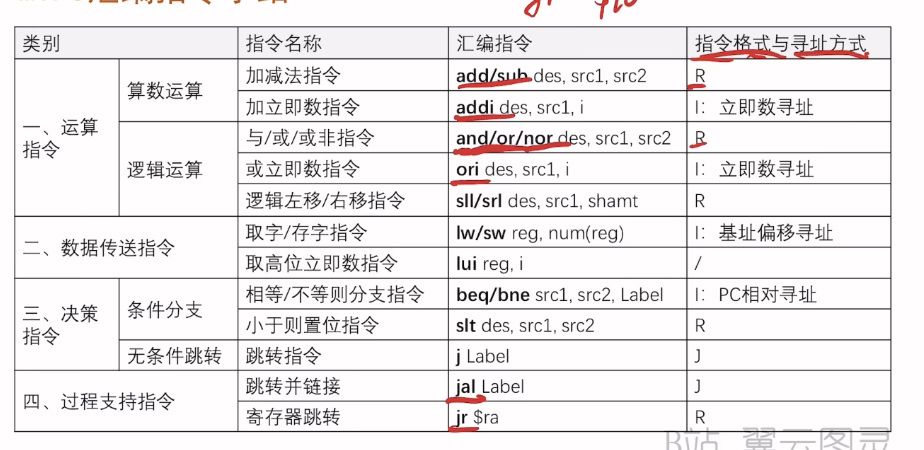 类别 指令名称 汇编指令 指令格式与寻址方式
一、运算指令 算数运算 加减法指令 add/sub des, src1, src2 R
加立即数指令 addi des, src1, i I：立即数寻址
逻辑运算 与/或/或非指令 and/or/nor des, src1, src2 R
或立即数指令 ori des, src1, i I：立即数寻址
逻辑左移/右移指令 sll/srl des, src1, shamt R
二、数据传送指令 取字/存字指令 lw/sw reg, num(reg) I：基址偏移寻址
取高位立即数指令 lui reg, i /
三、决策指令 条件分支 相等/不等则分支指令 beq/bne src1, src2, Label I：PC相对寻址
小于则置位指令 slt des, src1, src2 R
无条件跳转 跳转指令 j Label J
四、过程支持指令 跳转并链接 jal Label J
寄存器跳转 jr $ra R
B站 翼云图灵